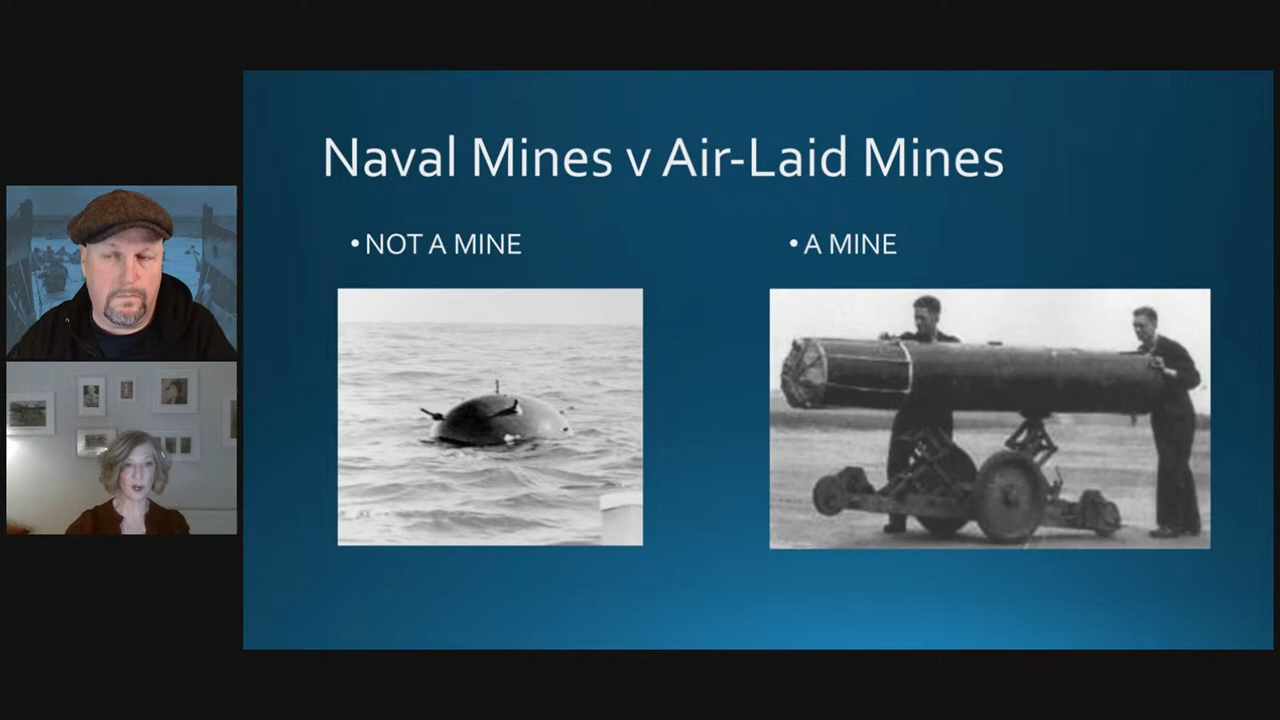 Naval Mines v Air-Laid Mines
• NOT A MINE
• A MINE